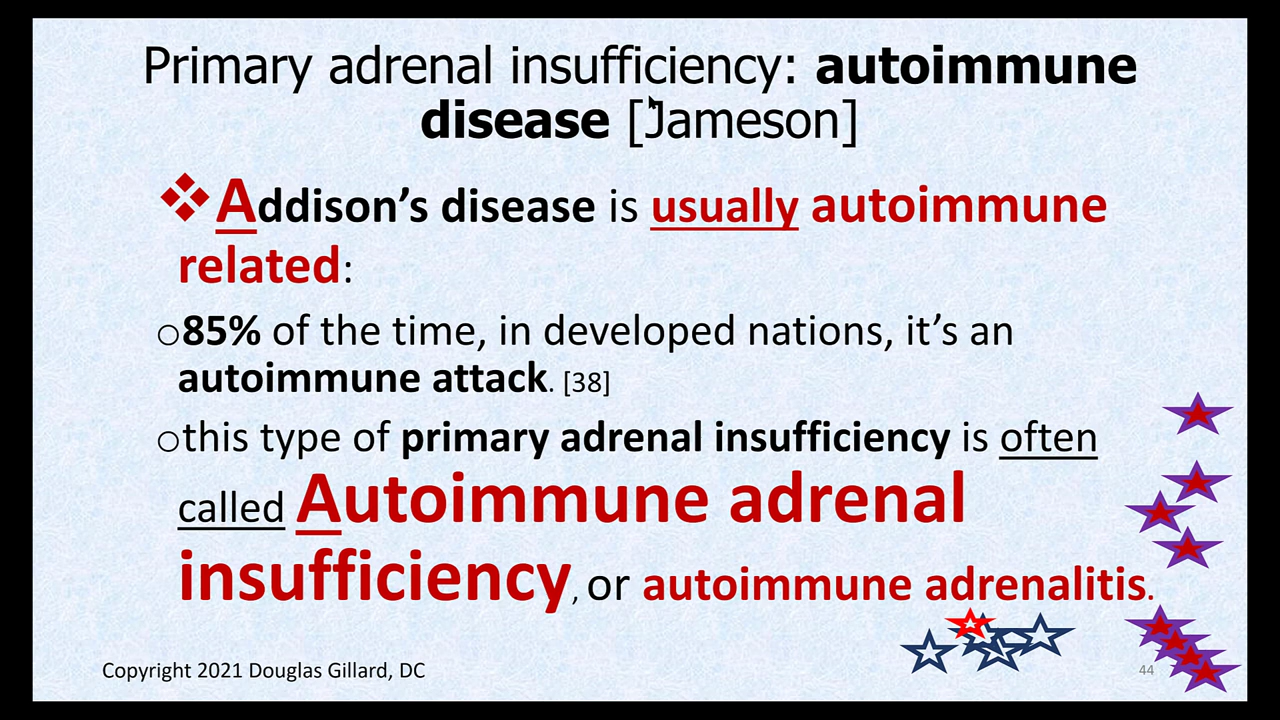 Primary adrenal insufficiency: autoimmune
disease [Jameson]
❖Addison’s disease is usually autoimmune
related:
o85% of the time, in developed nations, it’s an
autoimmune attack. [38]
othis type of primary adrenal insufficiency is often
called Autoimmune adrenal
insufficiency, or autoimmune adrenalitis.
Copyright 2021 Douglas Gillard, DC
44